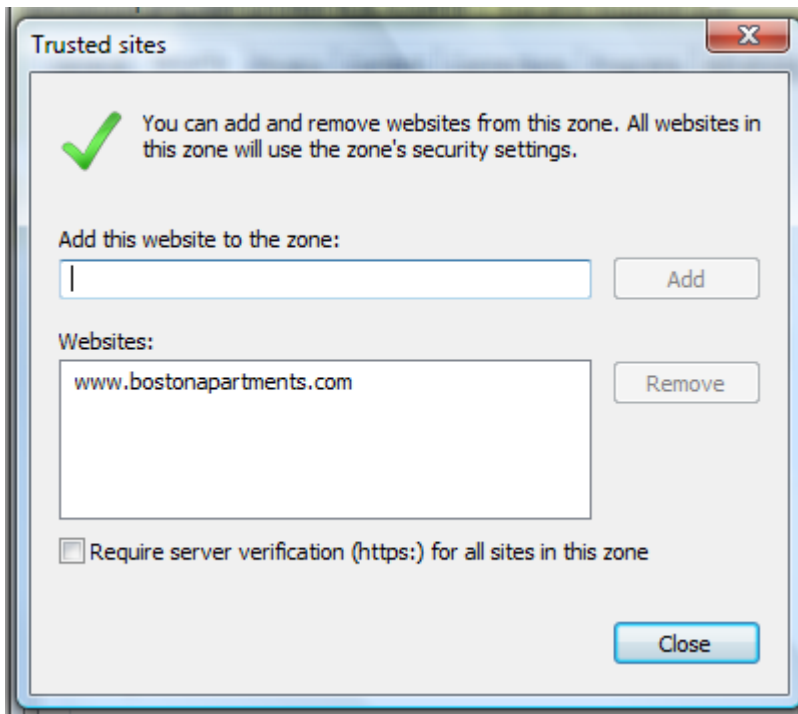 Trusted sites
You can add and remove websites from this zone. All websites in
this zone will use the zone's security settings.
Add this website to the zone:
Add
Websites:
www.bostonapartments.com
Remove
Require server verification (https:) for all sites in this zone
Close